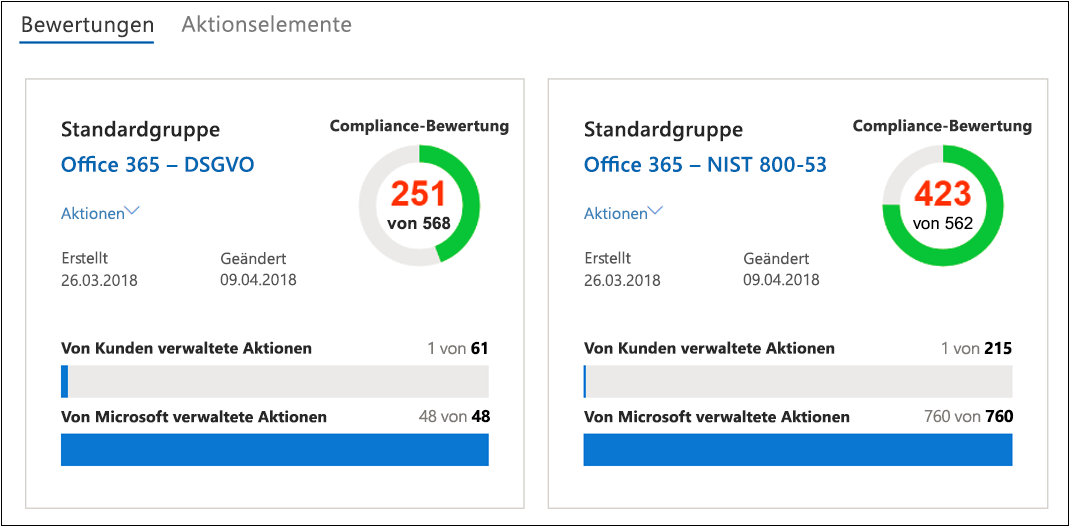 Bewertungen Aktionselemente
Standardgruppe
Compliance-Bewertung
Office 365 – DSGVO
251
von 568
Aktionen
Erstellt Geändert
26.03.2018 09.04.2018
Von Kunden verwaltete Aktionen 1 von 61
Von Microsoft verwaltete Aktionen 48 von 48
Standardgruppe
Compliance-Bewertung
Office 365 – NIST 800-53
423
von 562
Aktionen
Erstellt Geändert
26.03.2018 09.04.2018
Von Kunden verwaltete Aktionen 1 von 215
Von Microsoft verwaltete Aktionen 760 von 760